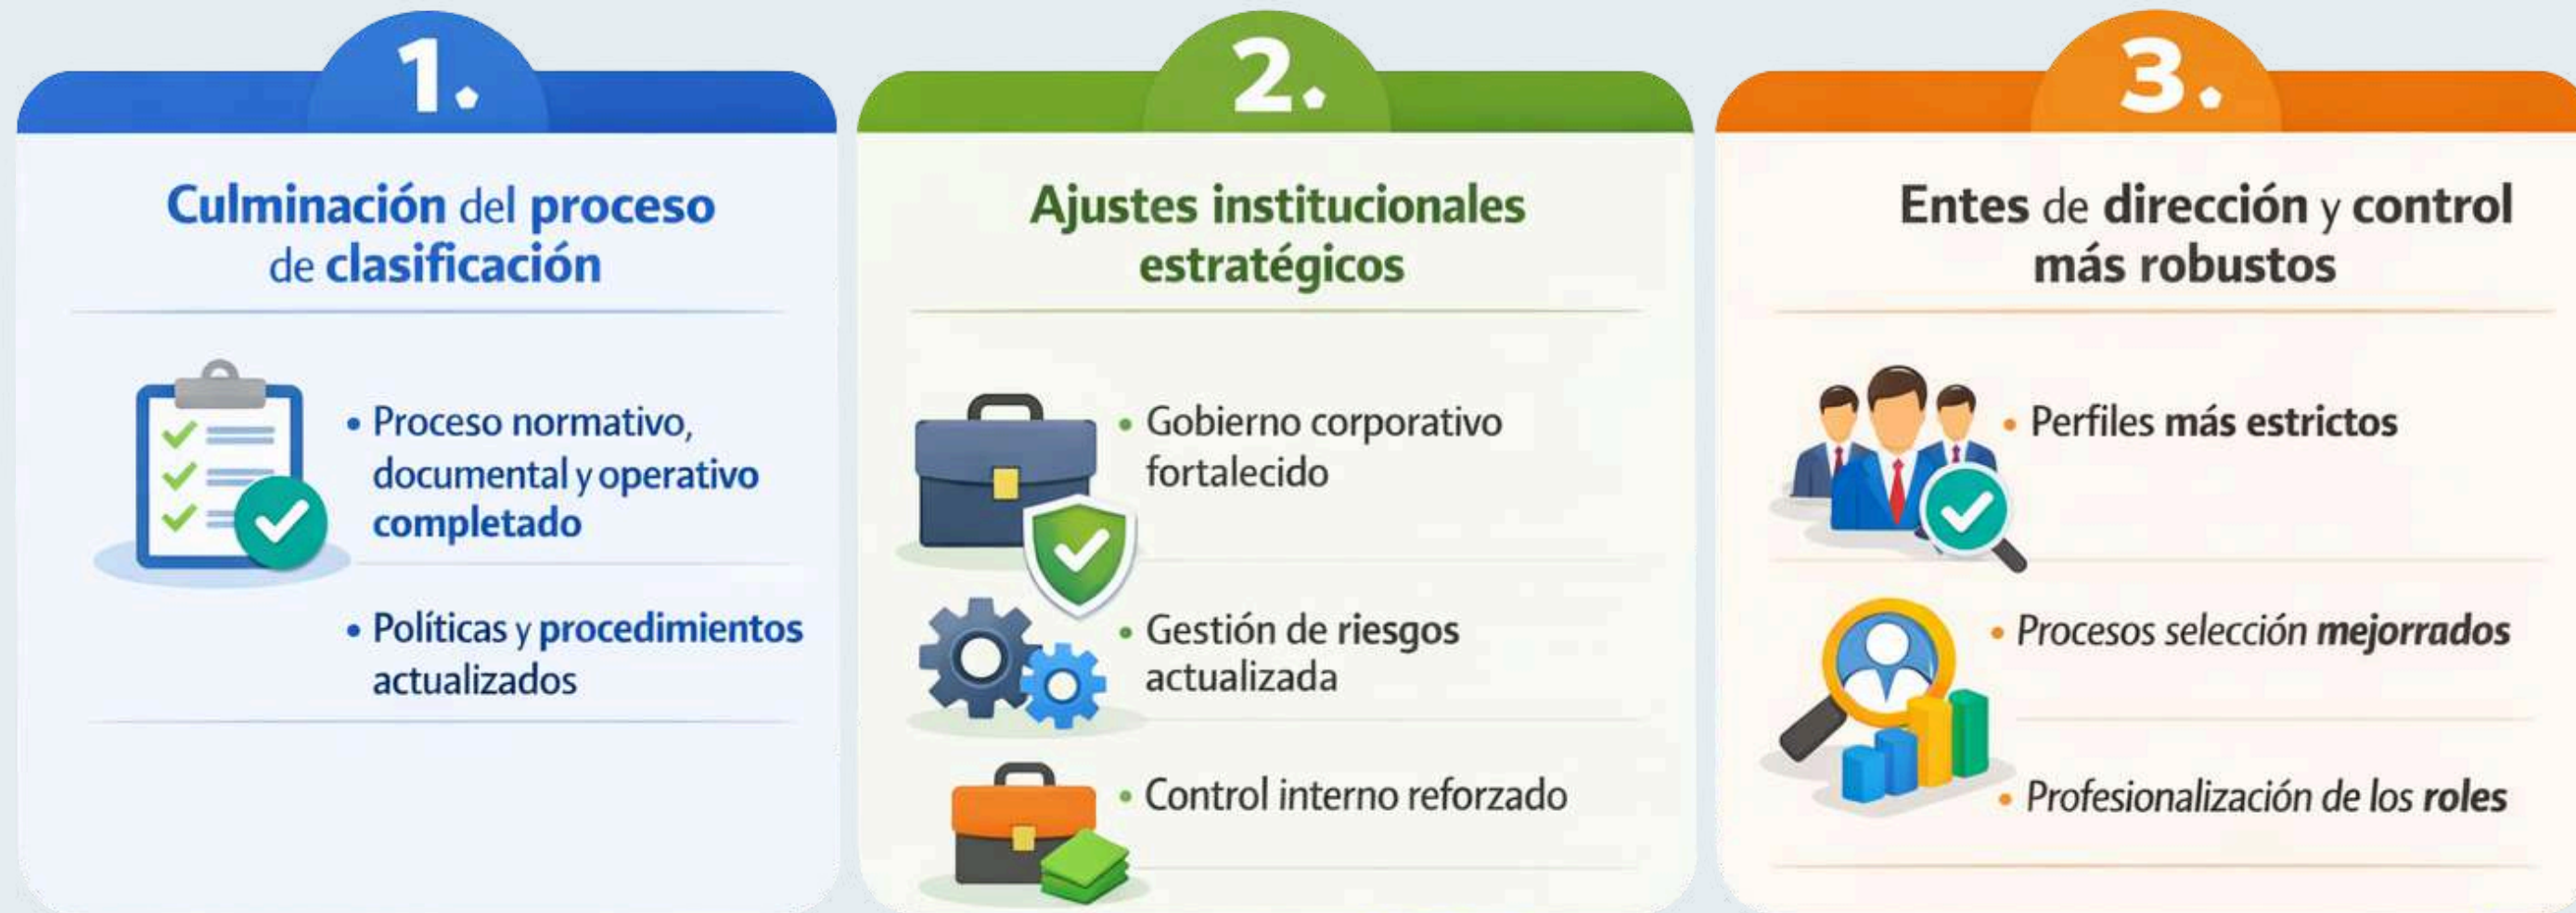 1.
Culminación del proceso
de clasificación
• Proceso normativo,
documental y operativo
completado
• Políticas y procedimientos
actualizados
2.
Ajustes institucionales
estratégicos
• Gobierno corporativo
fortalecido
• Gestión de riesgos
actualizada
• Control interno reforzado
3.
Entes de dirección y control
más robustos
• Perfiles más estrictos
• Procesos selección mejorrados
• Profesionalización de los roles